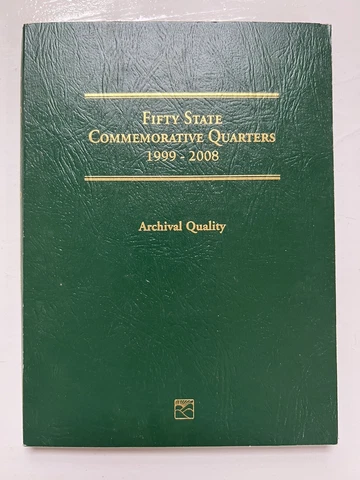 FIFTY STATE
COMMEMORATIVE QUARTERS
1999 - 2008
Archival Quality